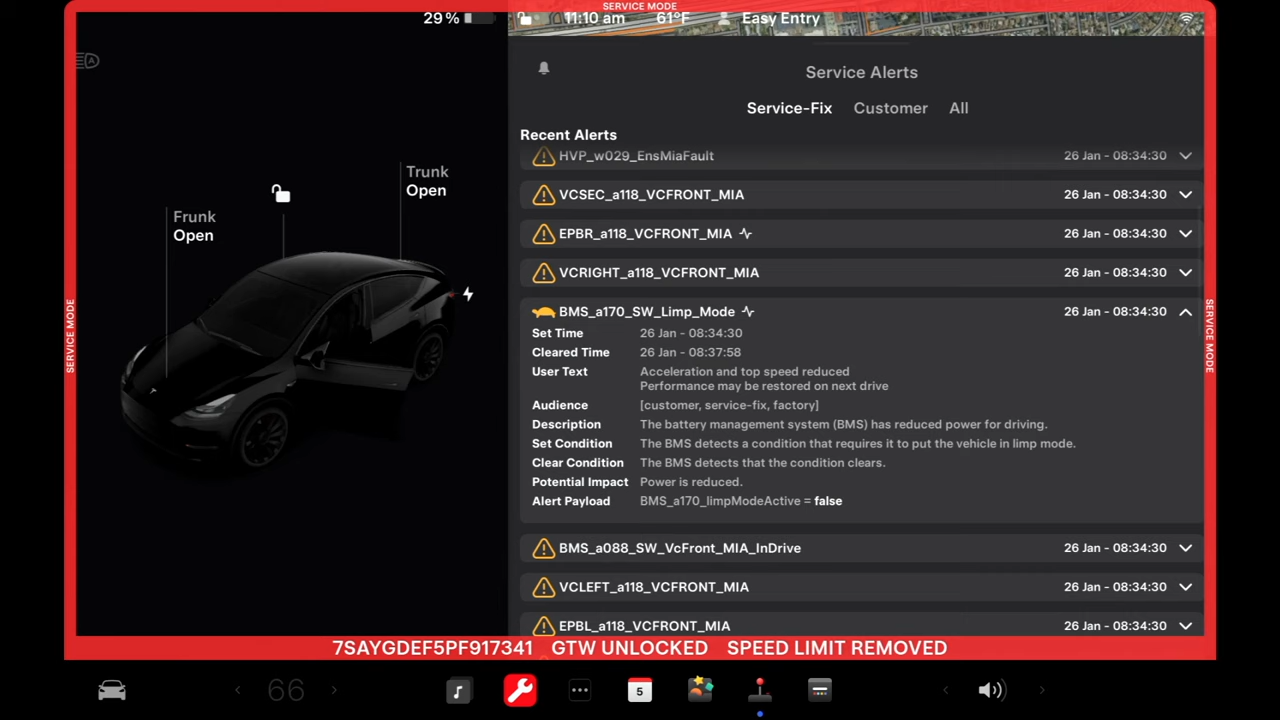 SERVICE MODE
29 %
11:10 am 61°F Easy Entry
A
Service Alerts
Service-Fix Customer All
Recent Alerts
HVP_w029_EnsMiaFault 26 Jan - 08:34:30
VCSEC_a118_VCFRONT_MIA 26 Jan - 08:34:30
EPBR_a118_VCFRONT_MIA 26 Jan - 08:34:30
VCRIGHT_a118_VCFRONT_MIA 26 Jan - 08:34:30
BMS_a170_SW_Limp_Mode 26 Jan - 08:34:30
Set Time 26 Jan - 08:34:30
Cleared Time 26 Jan - 08:37:58
User Text Acceleration and top speed reduced
Performance may be restored on next drive
Audience [customer, service-fix, factory]
Description The battery management system (BMS) has reduced power for driving.
Set Condition The BMS detects a condition that requires it to put the vehicle in limp mode.
Clear Condition The BMS detects that the condition clears.
Potential Impact Power is reduced.
Alert Payload BMS_a170_limpModeActive = false
BMS_a088_SW_VcFront_MIA_InDrive 26 Jan - 08:34:30
VCLEFT_a118_VCFRONT_MIA 26 Jan - 08:34:30
EPBL_a118_VCFRONT_MIA 26 Jan - 08:34:30
Trunk
Open
Frunk
Open
SERVICE MODE
SERVICE MODE
7SAYGDEF5PF917341 GTW UNLOCKED SPEED LIMIT REMOVED
66
5